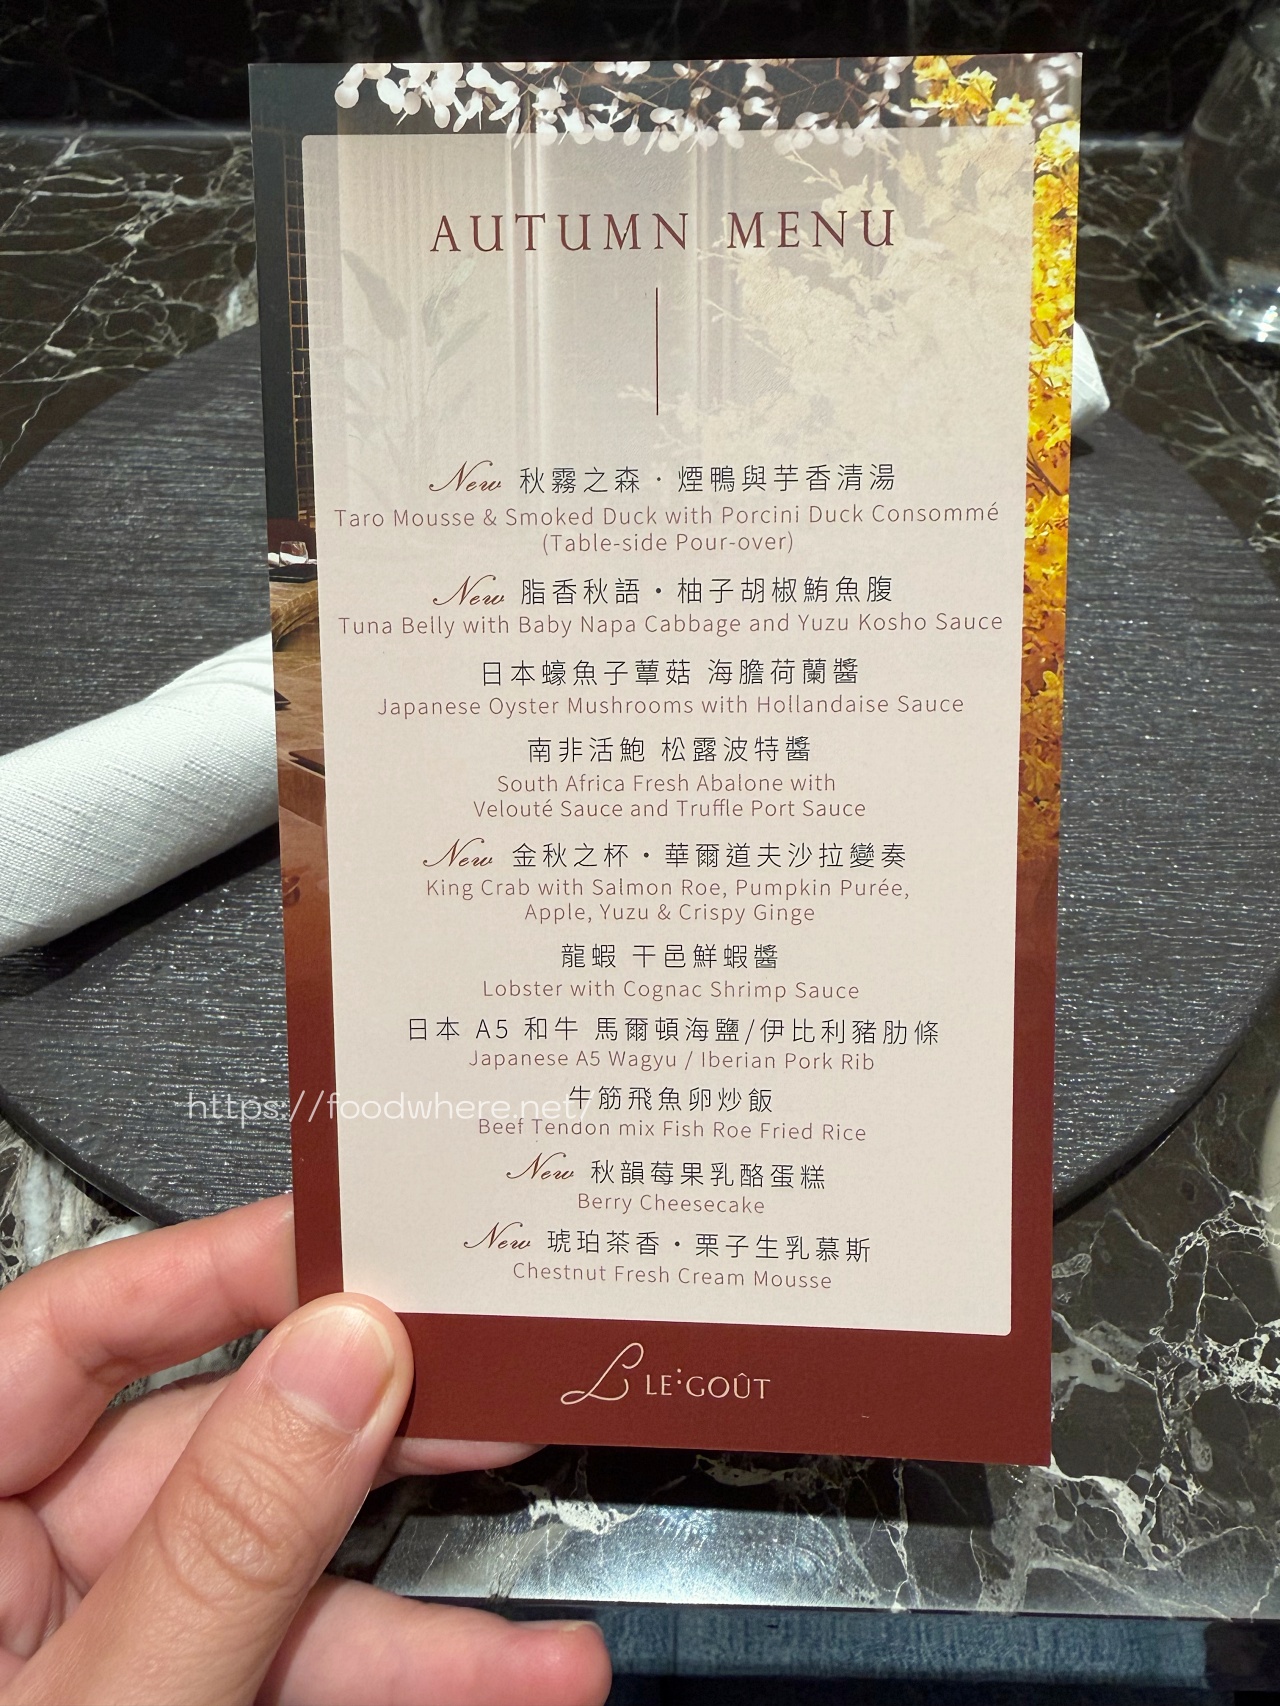 AUTUMN MENU
New 秋霧之森・煙鴨與芋香清湯
Taro Mousse & Smoked Duck with Porcini Duck Consommé
(Table-side Pour-over)
New 脂香秋語・柚子胡椒鮪魚腹
Tuna Belly with Baby Napa Cabbage and Yuzu Kosho Sauce
日本蠔魚子蕈菇 海膽荷蘭醬
Japanese Oyster Mushrooms with Hollandaise Sauce
南非活鮑 松露波特醬
South Africa Fresh Abalone with
Velouté Sauce and Truffle Port Sauce
New 金秋之杯・華爾道夫沙拉變奏
King Crab with Salmon Roe, Pumpkin Purée,
Apple, Yuzu & Crispy Ginge
龍蝦 干邑鮮蝦醬
Lobster with Cognac Shrimp Sauce
日本 A5 和牛 馬爾頓海鹽/伊比利豬肋條
Japanese A5 Wagyu / Iberian Pork Rib
牛筋飛魚卵炒飯
https://foodwhere.net/
Beef Tendon mix Fish Roe Fried Rice
New 秋韻莓果乳酪蛋糕
Berry Cheesecake
New 琥珀茶香・栗子生乳慕斯
Chestnut Fresh Cream Mousse
L LE:GOÛT